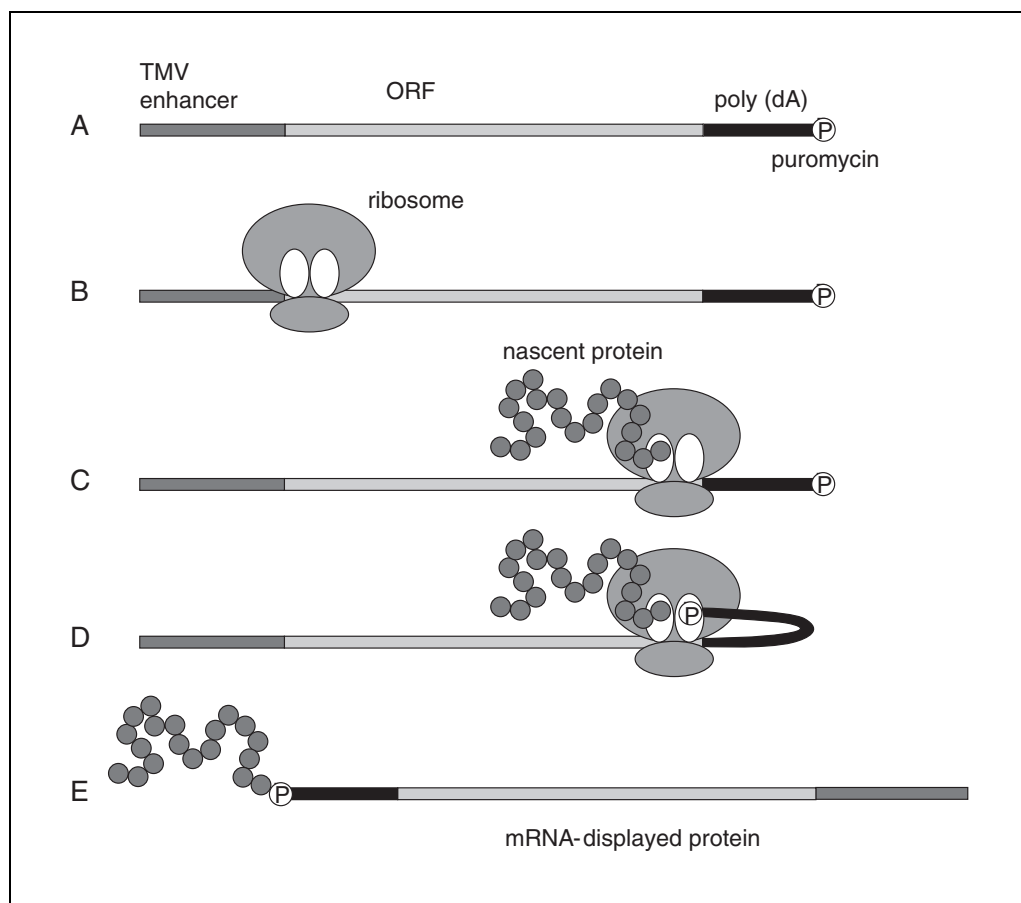 TMV
enhancer
ORF
poly (dA)
A
P
puromycin
ribosome
B
P
nascent protein
C
P
P
D
E
P
mRNA-displayed protein